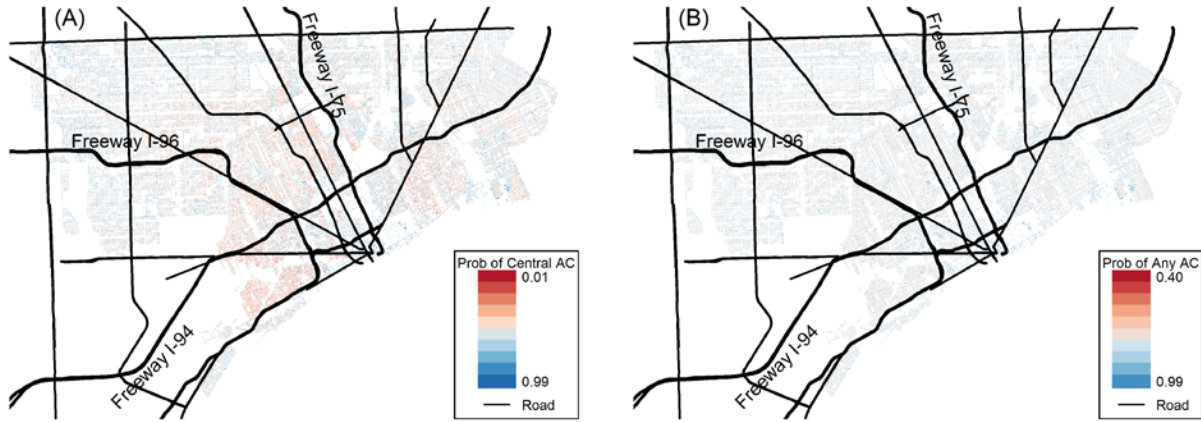 (A)
Freeway I-75
Freeway I-96
Freeway I-94
Prob of Central AC
0.01
0.99
Road
(B)
Freeway I-75
Freeway I-96
Freeway I-94
Prob of Any AC
0.40
0.99
Road